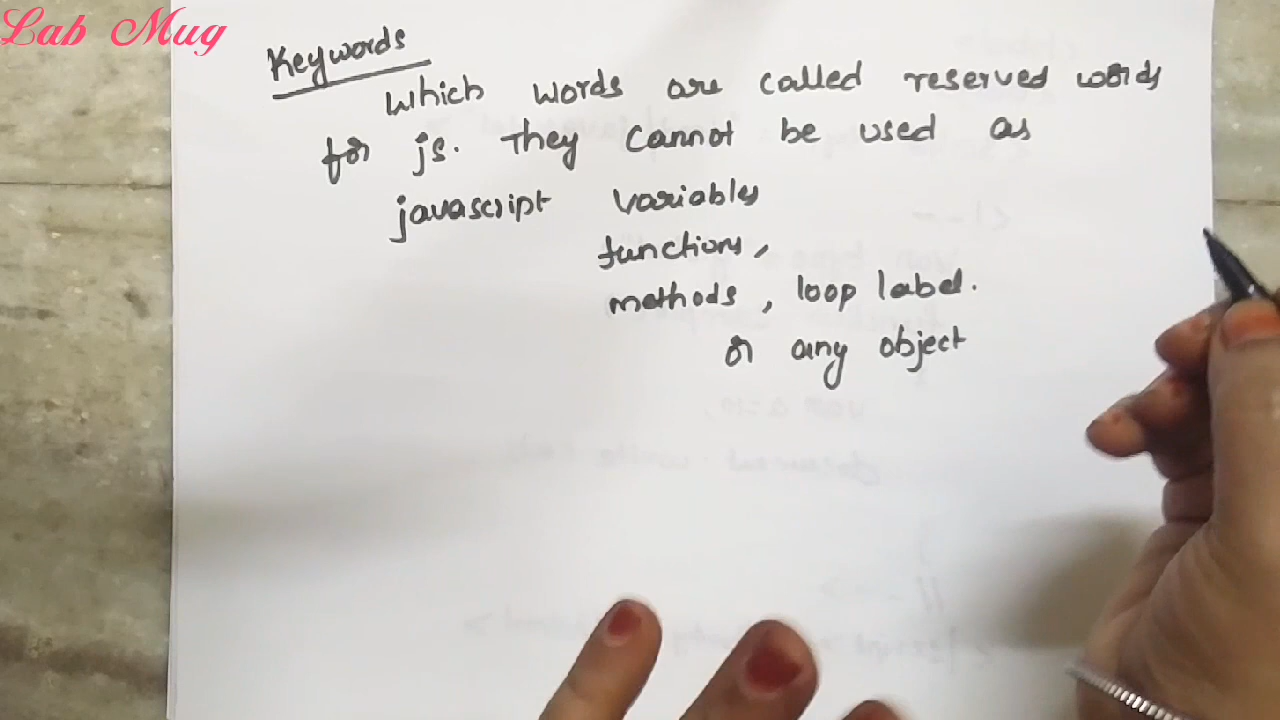 Lab Mug
Keywords
Which words are called reserved words
for js. They cannot be used as
javascript variables
functions,
methods, loop label.
or any object